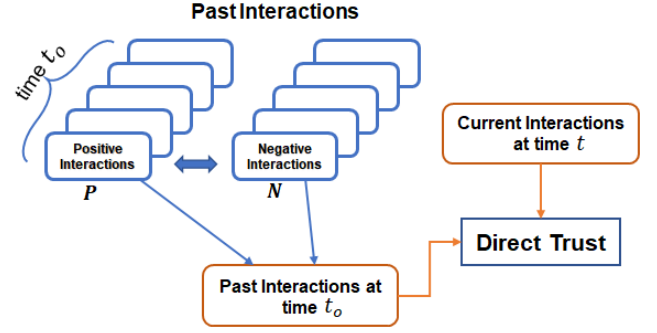 Past Interactions
time t_o
Positive
Interactions
P
Negative
Interactions
N
Current Interactions
at time t
Direct Trust
Past Interactions at
time t_o